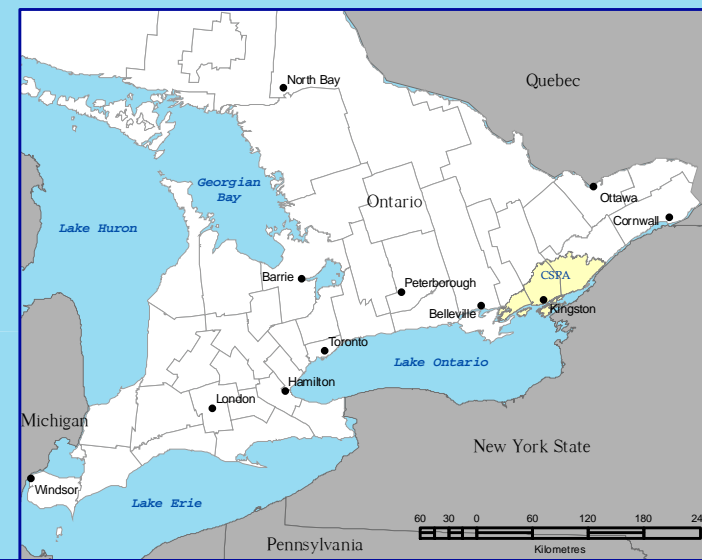 North Bay
Quebec
Georgian
Bay
Ottawa
Ontario
Cornwall
Lake Huron
CSPA
Barrie
Peterborough
Belleville
Kingston
Toronto
Lake Ontario
Hamilton
London
Michigan
New York State
Windsor
Lake Erie
60 30 0 60 120 180 24
Pennsylvania
Kilometres